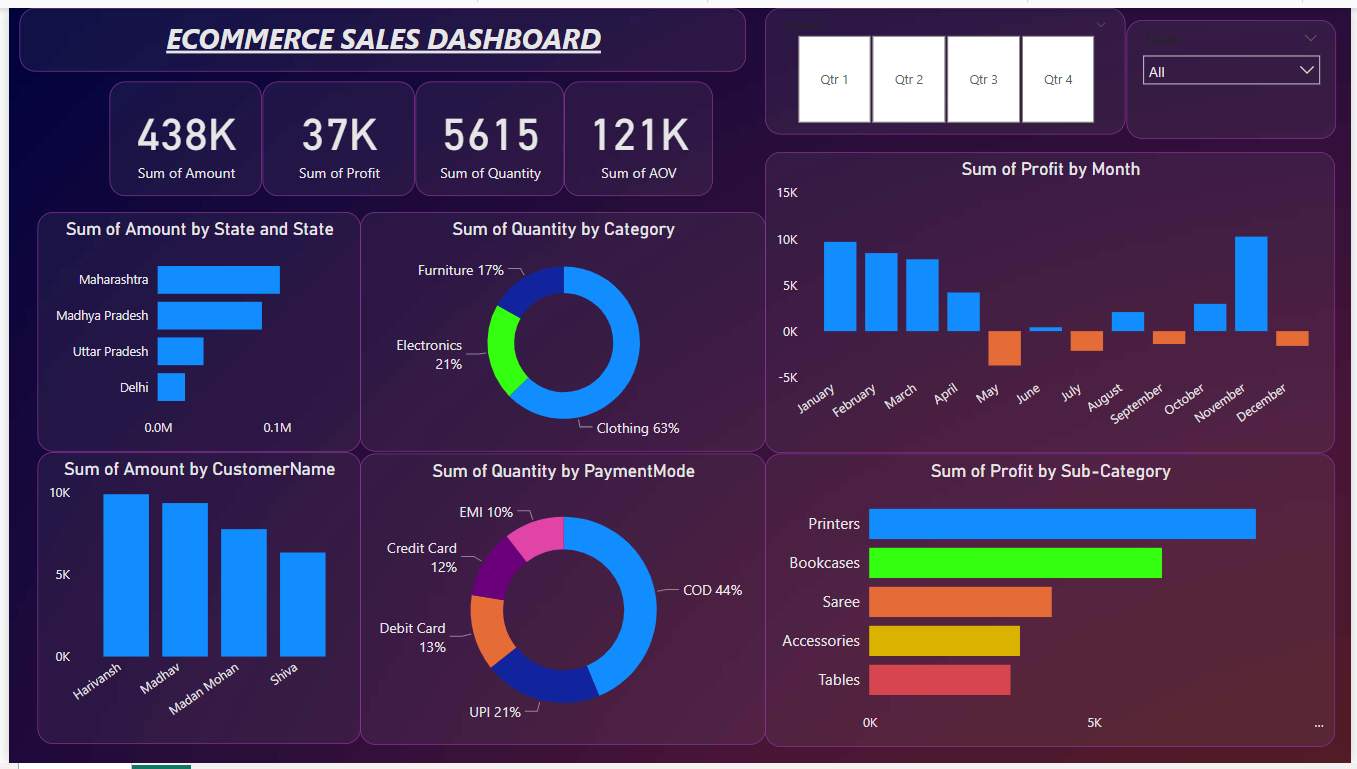 ECOMMERCE SALES DASHBOARD
Qtr 1
Qtr 2
Qtr 3
Qtr 4
All
438K
Sum of Amount
37K
Sum of Profit
5615
Sum of Quantity
121K
Sum of AOV
Sum of Amount by State and State
Maharashtra
Madhya Pradesh
Uttar Pradesh
Delhi
0.0M
0.1M
Sum of Quantity by Category
Furniture 17%
Electronics
21%
Clothing 63%
Sum of Profit by Month
15K
10K
5K
0K
-5K
January
February
March
April
May
June
July
August
September
October
November
December
Sum of Amount by CustomerName
10K
5K
0K
Harivansh
Madhav
Madan Mohan
Shiva
Sum of Quantity by PaymentMode
EMI 10%
Credit Card
12%
Debit Card
13%
UPI 21%
COD 44%
Sum of Profit by Sub-Category
Printers
Bookcases
Saree
Accessories
Tables
0K
5K
...